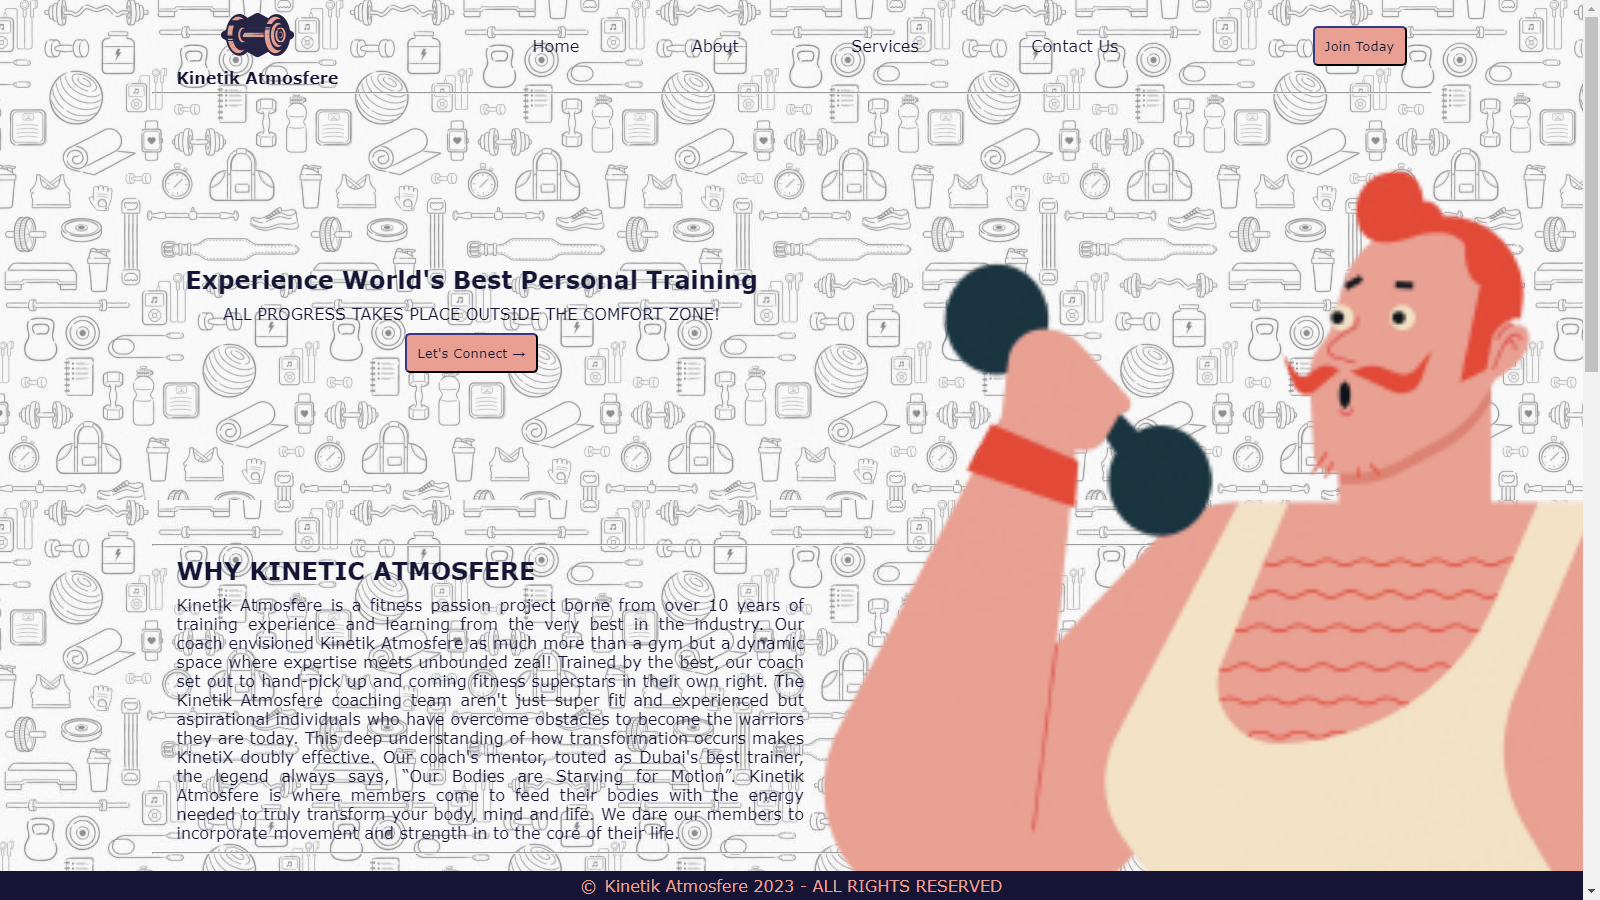 Kinetik Atmosfere
Home
About
Services
Contact Us
Join Today
Experience World's Best Personal Training
ALL PROGRESS TAKES PLACE OUTSIDE THE COMFORT ZONE!
Let's Connect →
WHY KINETIC ATMOSFERE
Kinetik Atmosfere is a fitness passion project borne from over 10 years of
training experience and learning from the very best in the industry. Our
coach envisioned Kinetik Atmosfere as much more than a gym but a dynamic
space where expertise meets unbounded zeal! Trained by the best, our coach
set out to hand-pick up and coming fitness superstars in their own right. The
Kinetik Atmosfere coaching team aren't just super fit and experienced but
aspirational individuals who have overcome obstacles to become the warriors
they are today. This deep understanding of how transformation occurs makes
KinetiX doubly effective. Our coach's mentor, touted as Dubai's best trainer,
the legend always says, “Our Bodies are Starving for Motion”. Kinetik
Atmosfere is where members come to feed their bodies with the energy
needed to truly transform your body, mind and life. We dare our members to
incorporate movement and strength in to the core of their life.
© Kinetik Atmosfere 2023 - ALL RIGHTS RESERVED